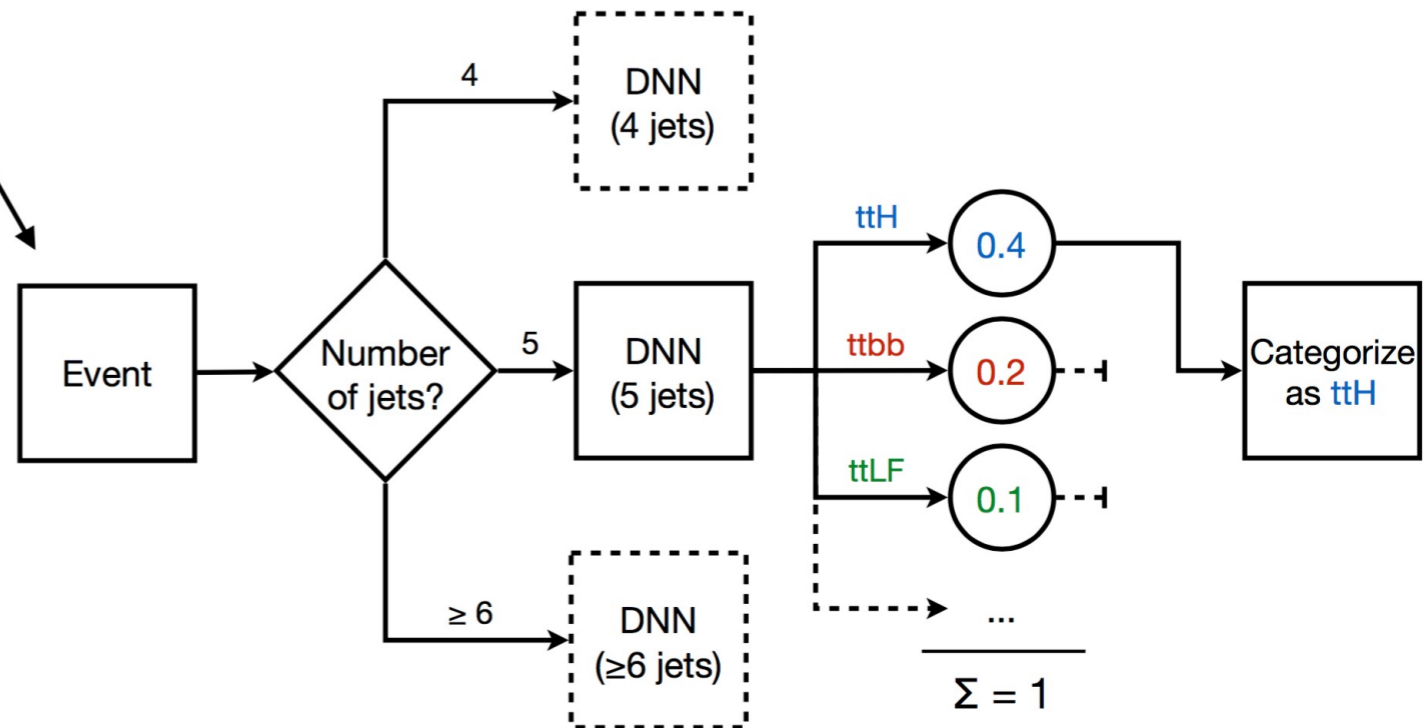 4
DNN
(4 jets)
Event
Number
of jets?
5
DNN
(5 jets)
ttH
0.4
ttbb
0.2
ttLF
0.1
...
Σ = 1
Categorize
as ttH
≥ 6
DNN
(≥6 jets)